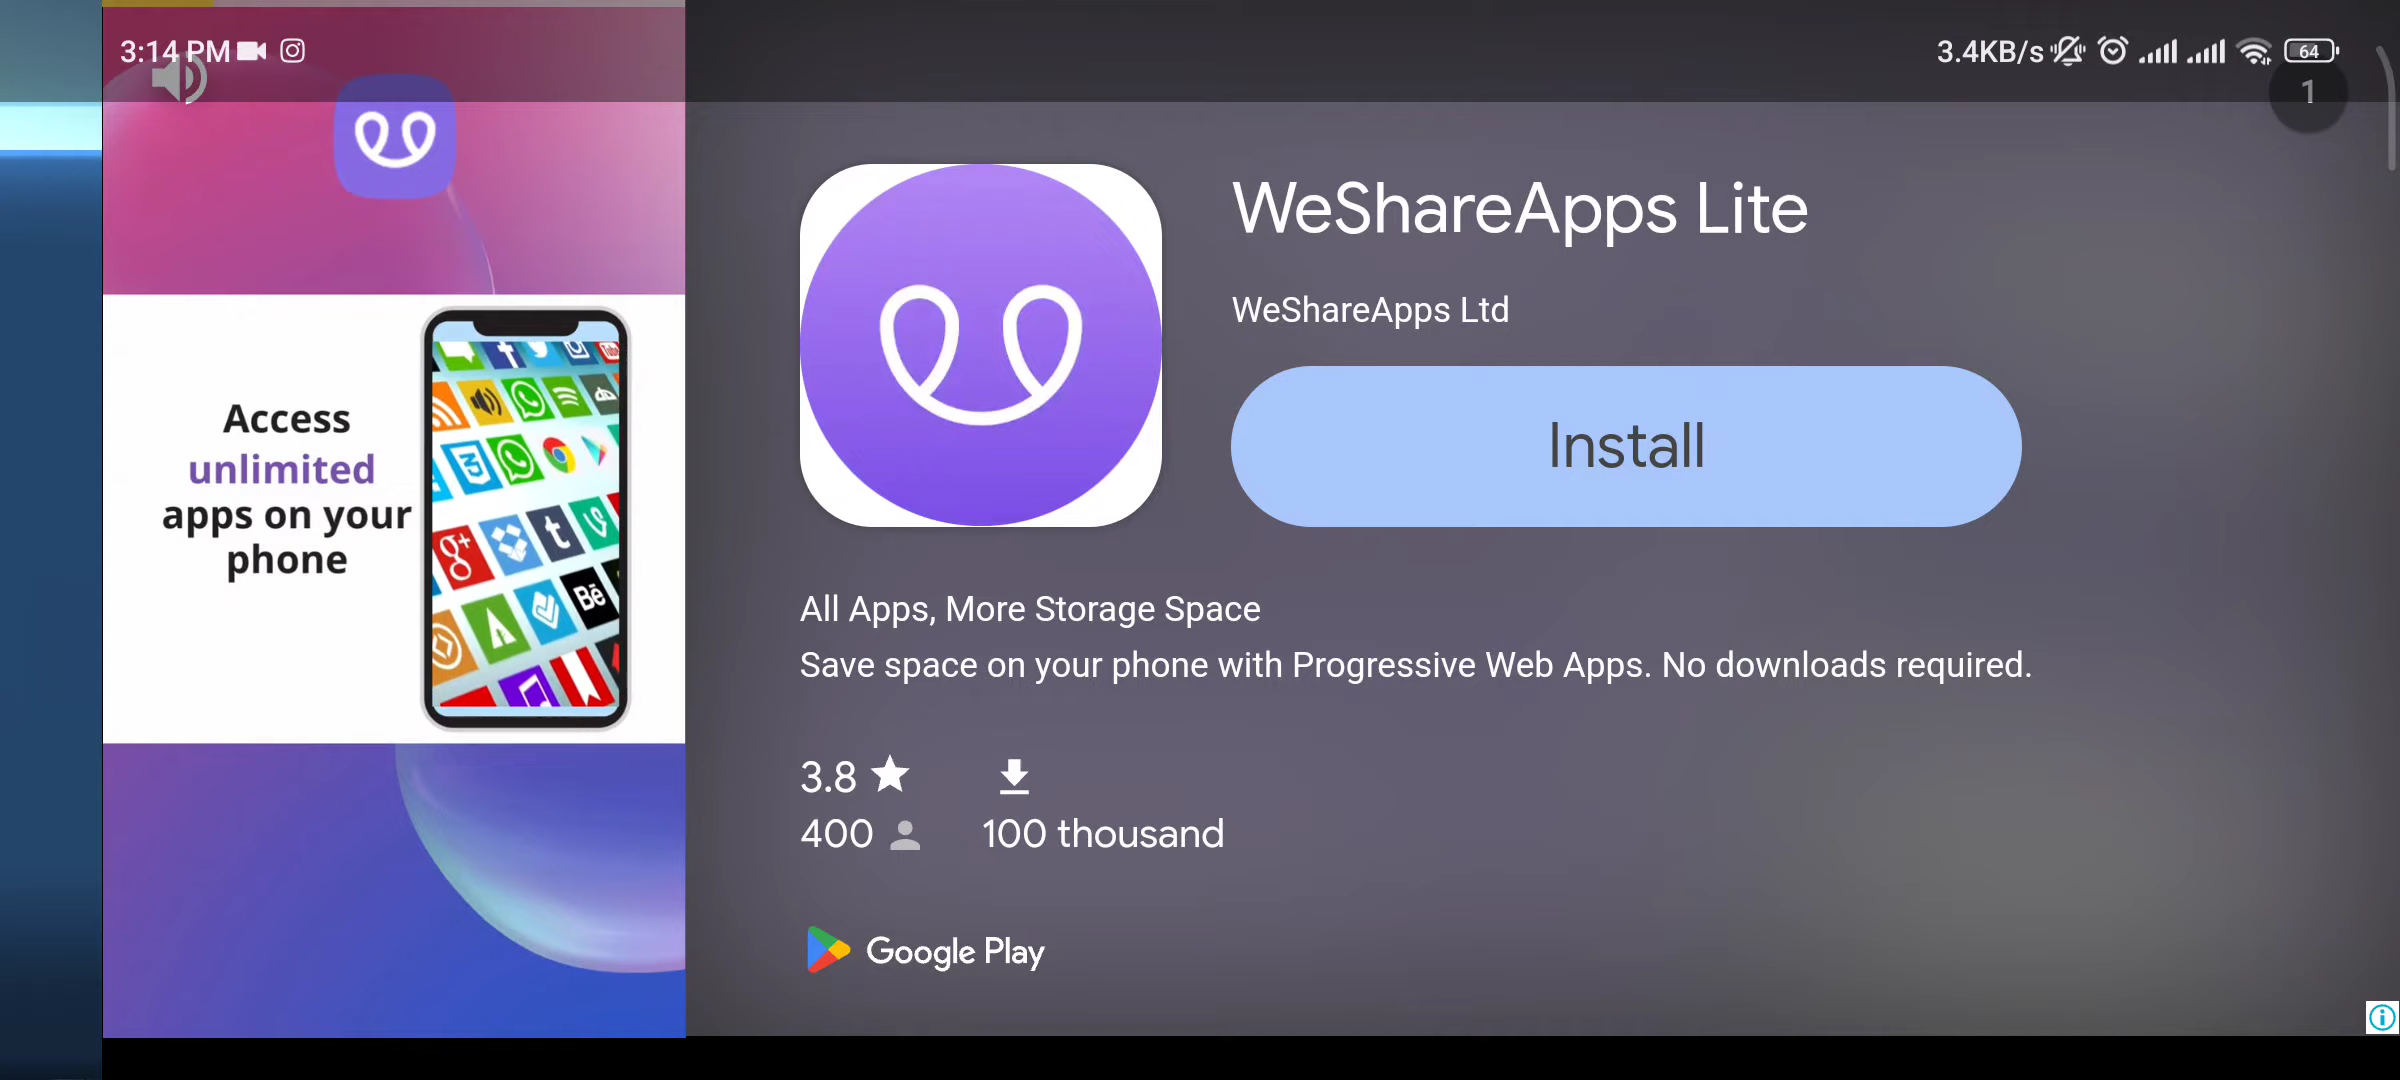 3:14 PM
3.4KB/s
64
1
WeShareApps Lite
WeShareApps Ltd
Install
Access
unlimited
apps on your
phone
All Apps, More Storage Space
Save space on your phone with Progressive Web Apps. No downloads required.
3.8
400
100 thousand
Google Play